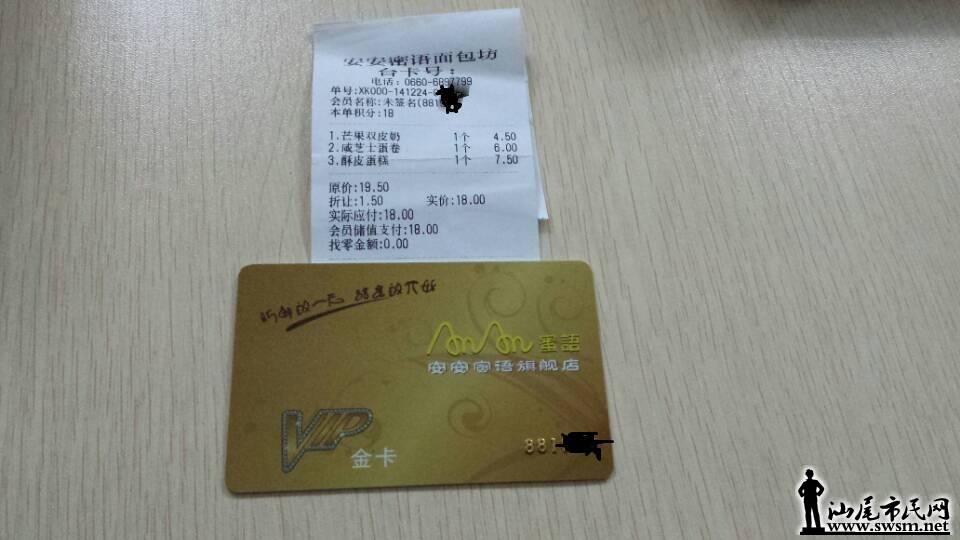 安安密语面包坊
台卡号：
电话：0660-6897799
单号:XK000-141224-
会员名称:未签名(881
本单积分:18
1.芒果双皮奶 1个 4.50
2.咸芝士蛋卷 1个 6.00
3.酥皮蛋糕 1个 7.50
原价:19.50
折让:1.50 实价:18.00
实际应付:18.00
会员储值支付:18.00
找零金额:0.00
AnAn 蜜語
安安蜜语旗舰店
VIP
金卡
881
汕尾市民网
www.swsm.net